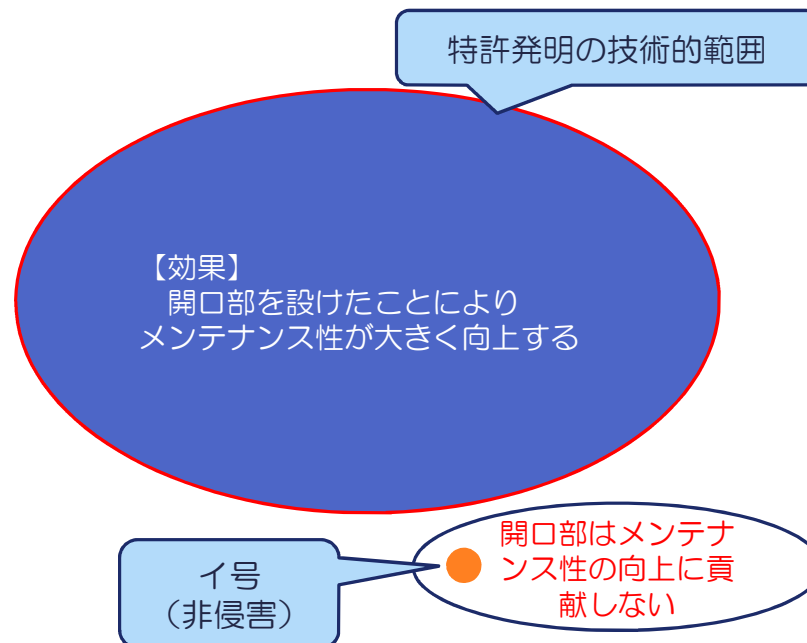 特許発明の技術的範囲
【効果】
開口部を設けたことにより
メンテナンス性が大きく向上する
開口部はメンテナ
ンス性の向上に貢
献しない
イ号
（非侵害）